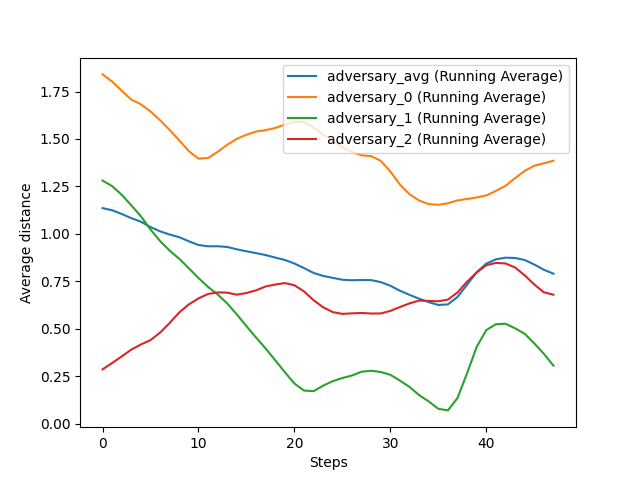 adversary_avg (Running Average)
adversary_0 (Running Average)
adversary_1 (Running Average)
adversary_2 (Running Average)
Average distance
1.75
1.50
1.25
1.00
0.75
0.50
0.25
0.00
0 10 20 30 40
Steps